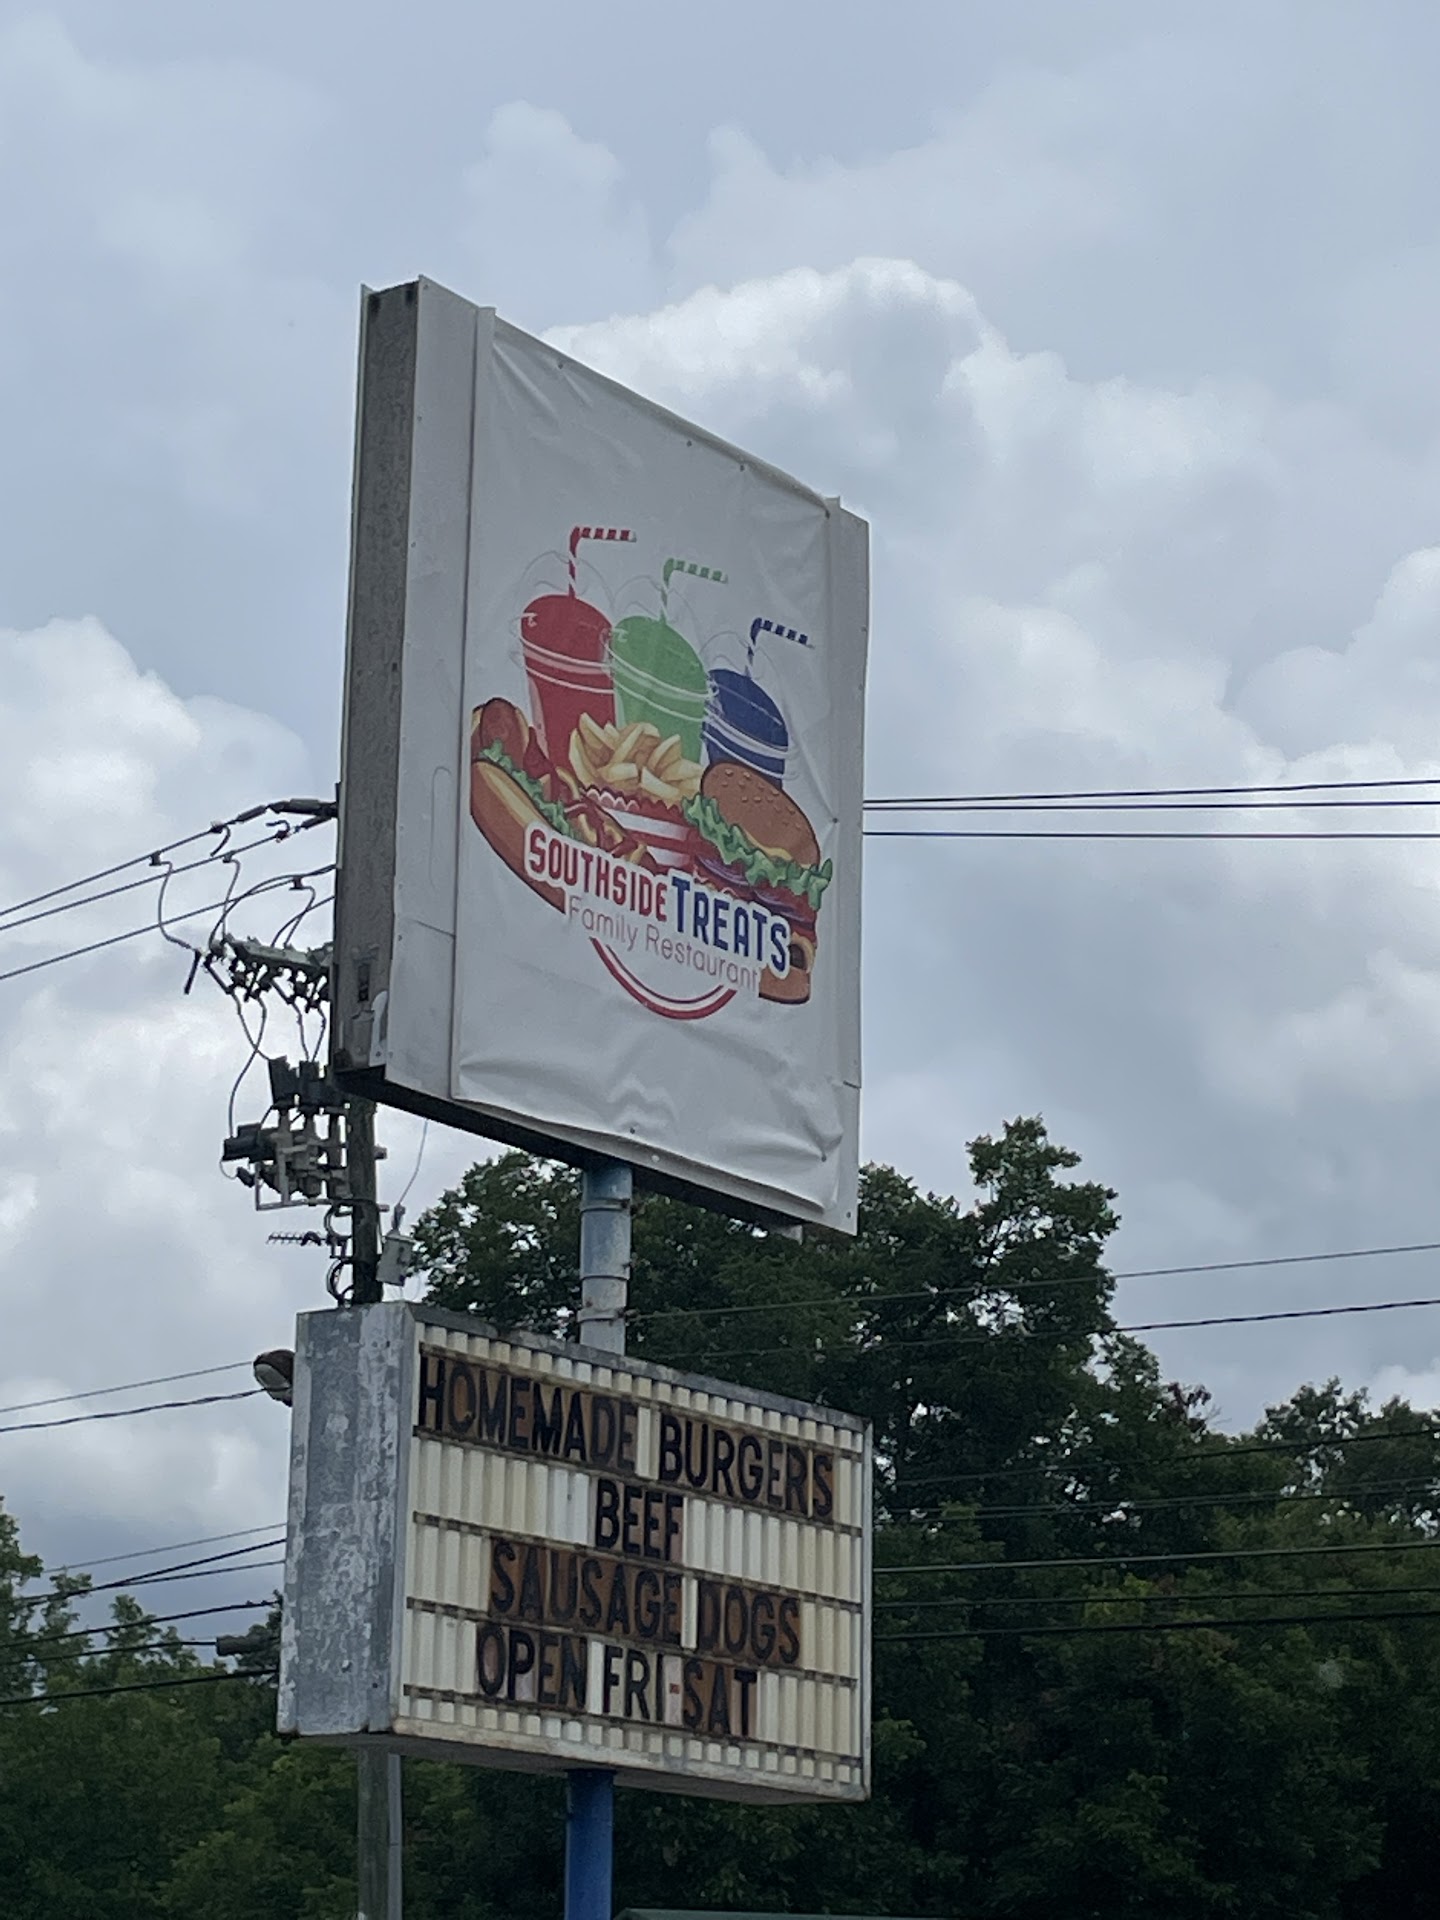 SOUTHSIDE TREATS
Family Restaurant
HOMEMADE BURGERS
BEEF
SAUSAGE DOGS
OPEN FRI-SAT